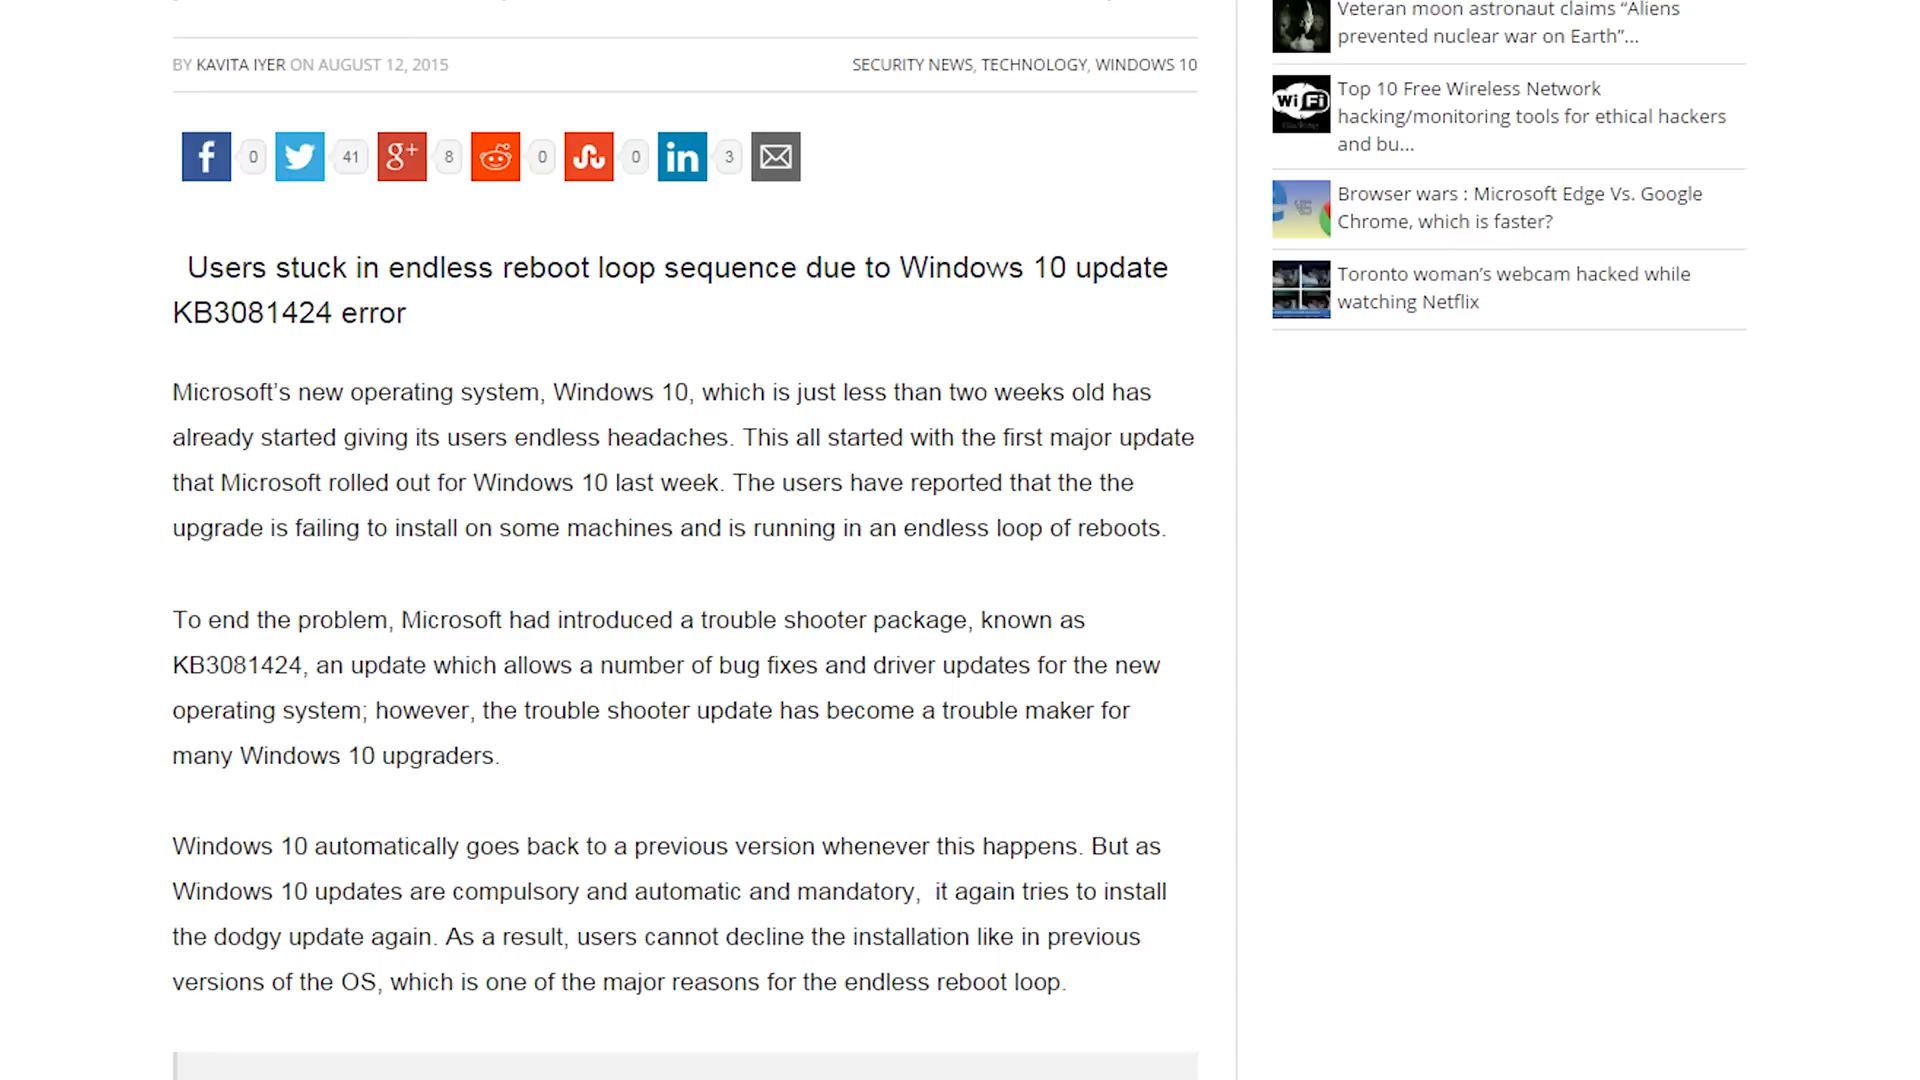 BY KAVITA IYER ON AUGUST 12, 2015
SECURITY NEWS, TECHNOLOGY, WINDOWS 10
f 0 41 g+ 8 0 0 in 3
Users stuck in endless reboot loop sequence due to Windows 10 update
KB3081424 error
Microsoft’s new operating system, Windows 10, which is just less than two weeks old has
already started giving its users endless headaches. This all started with the first major update
that Microsoft rolled out for Windows 10 last week. The users have reported that the the
upgrade is failing to install on some machines and is running in an endless loop of reboots.
To end the problem, Microsoft had introduced a trouble shooter package, known as
KB3081424, an update which allows a number of bug fixes and driver updates for the new
operating system; however, the trouble shooter update has become a trouble maker for
many Windows 10 upgraders.
Windows 10 automatically goes back to a previous version whenever this happens. But as
Windows 10 updates are compulsory and automatic and mandatory,  it again tries to install
the dodgy update again. As a result, users cannot decline the installation like in previous
versions of the OS, which is one of the major reasons for the endless reboot loop.
Veteran moon astronaut claims “Aliens
prevented nuclear war on Earth”...
WiFi
Top 10 Free Wireless Network
hacking/monitoring tools for ethical hackers
and bu...
VS
Browser wars : Microsoft Edge Vs. Google
Chrome, which is faster?
Toronto woman’s webcam hacked while
watching Netflix